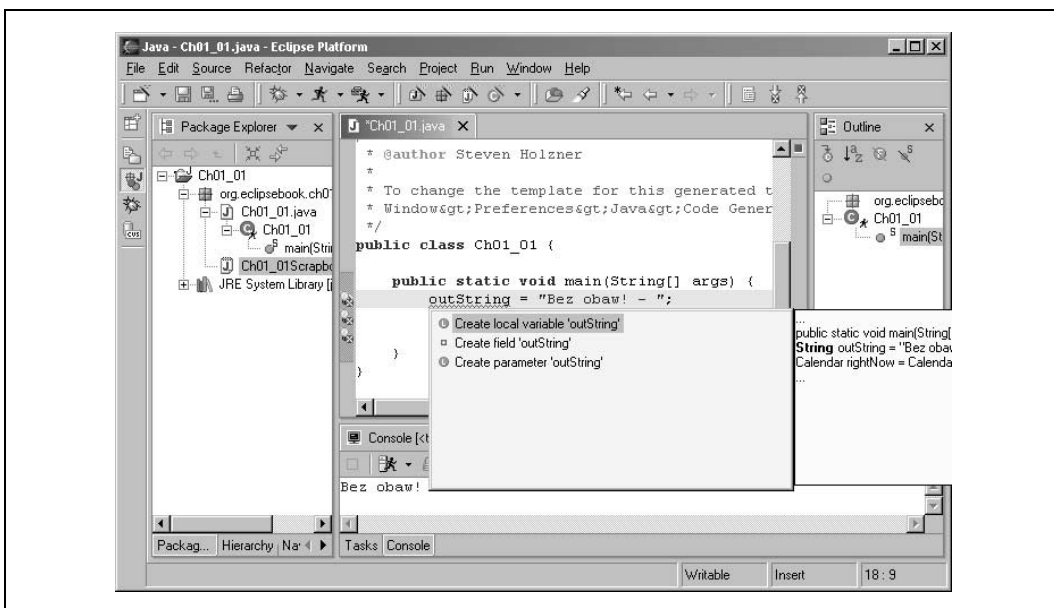 Java - Ch01_01.java - Eclipse Platform
File Edit Source Refactor Navigate Search Project Run Window Help
Package Explorer
Ch01_01
org.eclipsebook.ch0
Ch01_01.java
Ch01_01
main(Stri
Ch01_01Scrapbo
JRE System Library [j
Packag... Hierarchy Na
*Ch01_01.java
* @author Steven Holzner
*
* To change the template for this generated t
* Window&gt;Preferences&gt;Java&gt;Code Gener
*/
public class Ch01_01 {
public static void main(String[] args) {
outString = "Bez obaw! - ";
}
}
Create local variable 'outString'
Create field 'outString'
Create parameter 'outString'
...
public static void main(String[
String outString = "Bez obaw
Calendar rightNow = Calenda
...
Outline
org.eclipsebo
Ch01_01
main(St
Console [<t
Bez obaw!
Tasks Console
Writable Insert 18 : 9